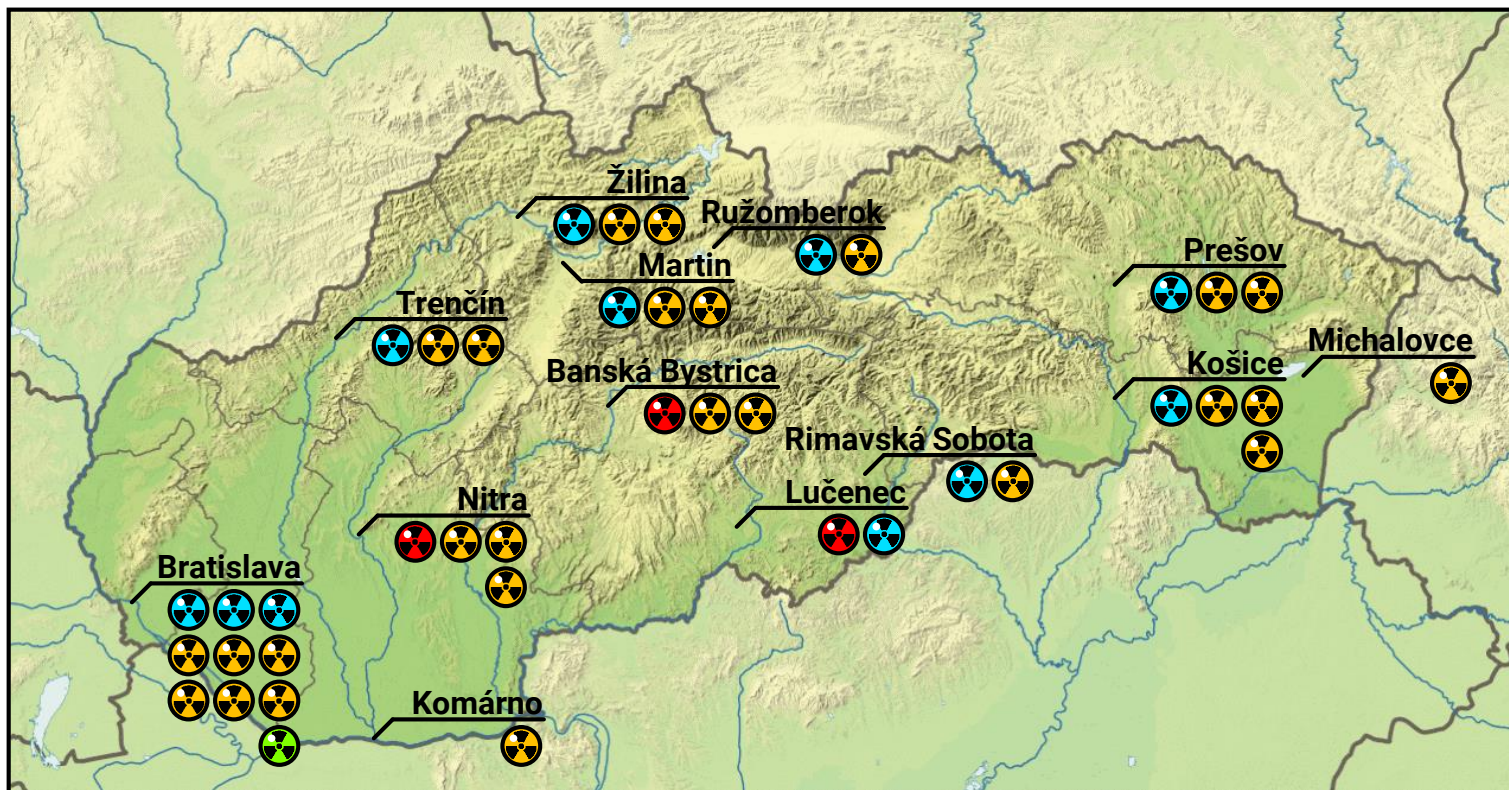 Žilina
Ružomberok
Prešov
Martin
Trenčín
Michalovce
Košice
Banská Bystrica
Rimavská Sobota
Lučenec
Nitra
Bratislava
Komárno